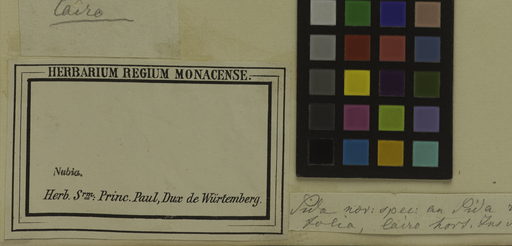 Cairo
HERBARIUM REGIUM MONACENSE.
Nubia.
Herb. Srm: Princ. Paul, Dux de Würtemberg.
Sida nov: spec: an Sida
folia, Cairo hort.